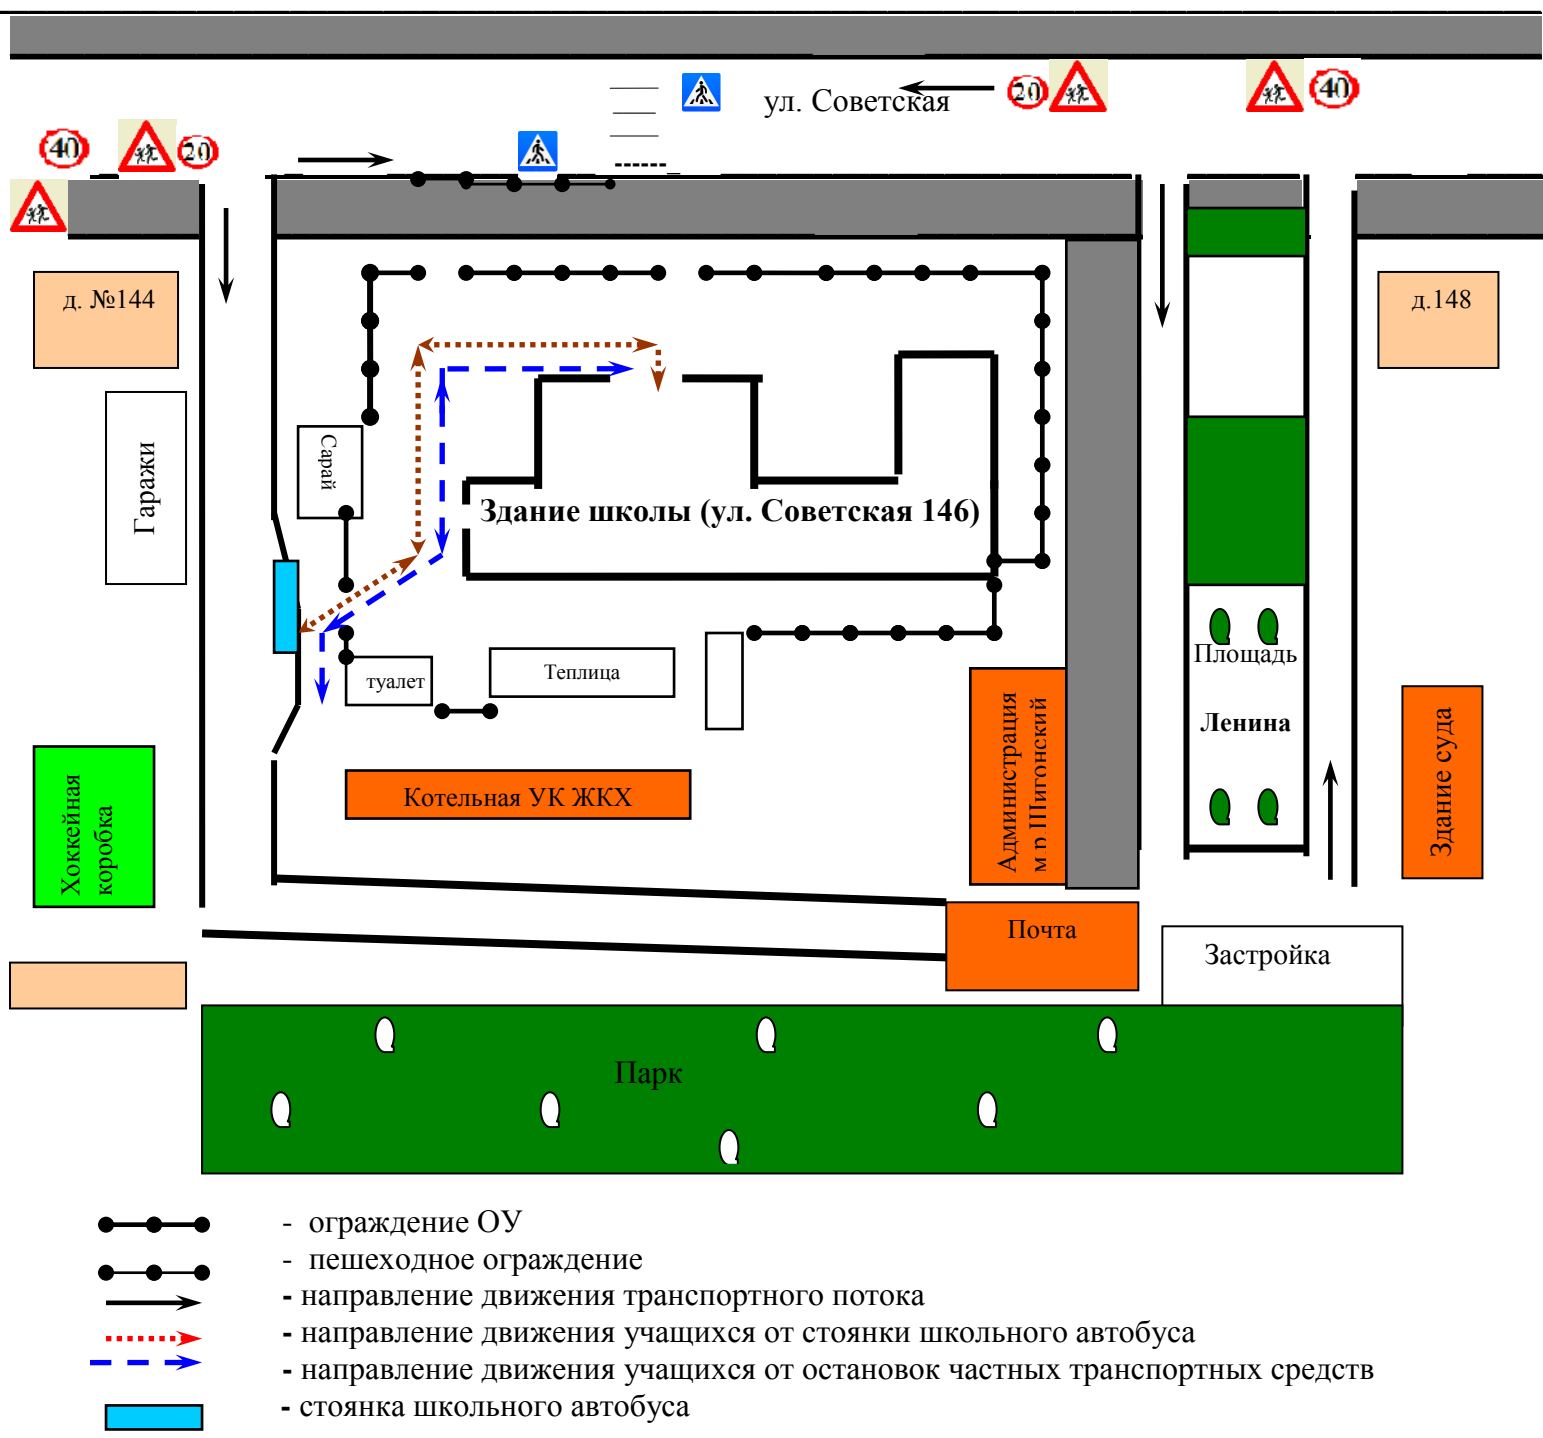 ул. Советская
20
40
40
20
д. №144
д.148
Гаражи
Сарай
Здание школы (ул. Советская 146)
Площадь
Ленина
туалет
Теплица
Администрация
м.р Шигонский
Здание суда
Хоккейная
коробка
Котельная УК ЖКХ
Почта
Застройка
Парк
- ограждение ОУ
- пешеходное ограждение
- направление движения транспортного потока
- направление движения учащихся от стоянки школьного автобуса
- направление движения учащихся от остановок частных транспортных средств
- стоянка школьного автобуса